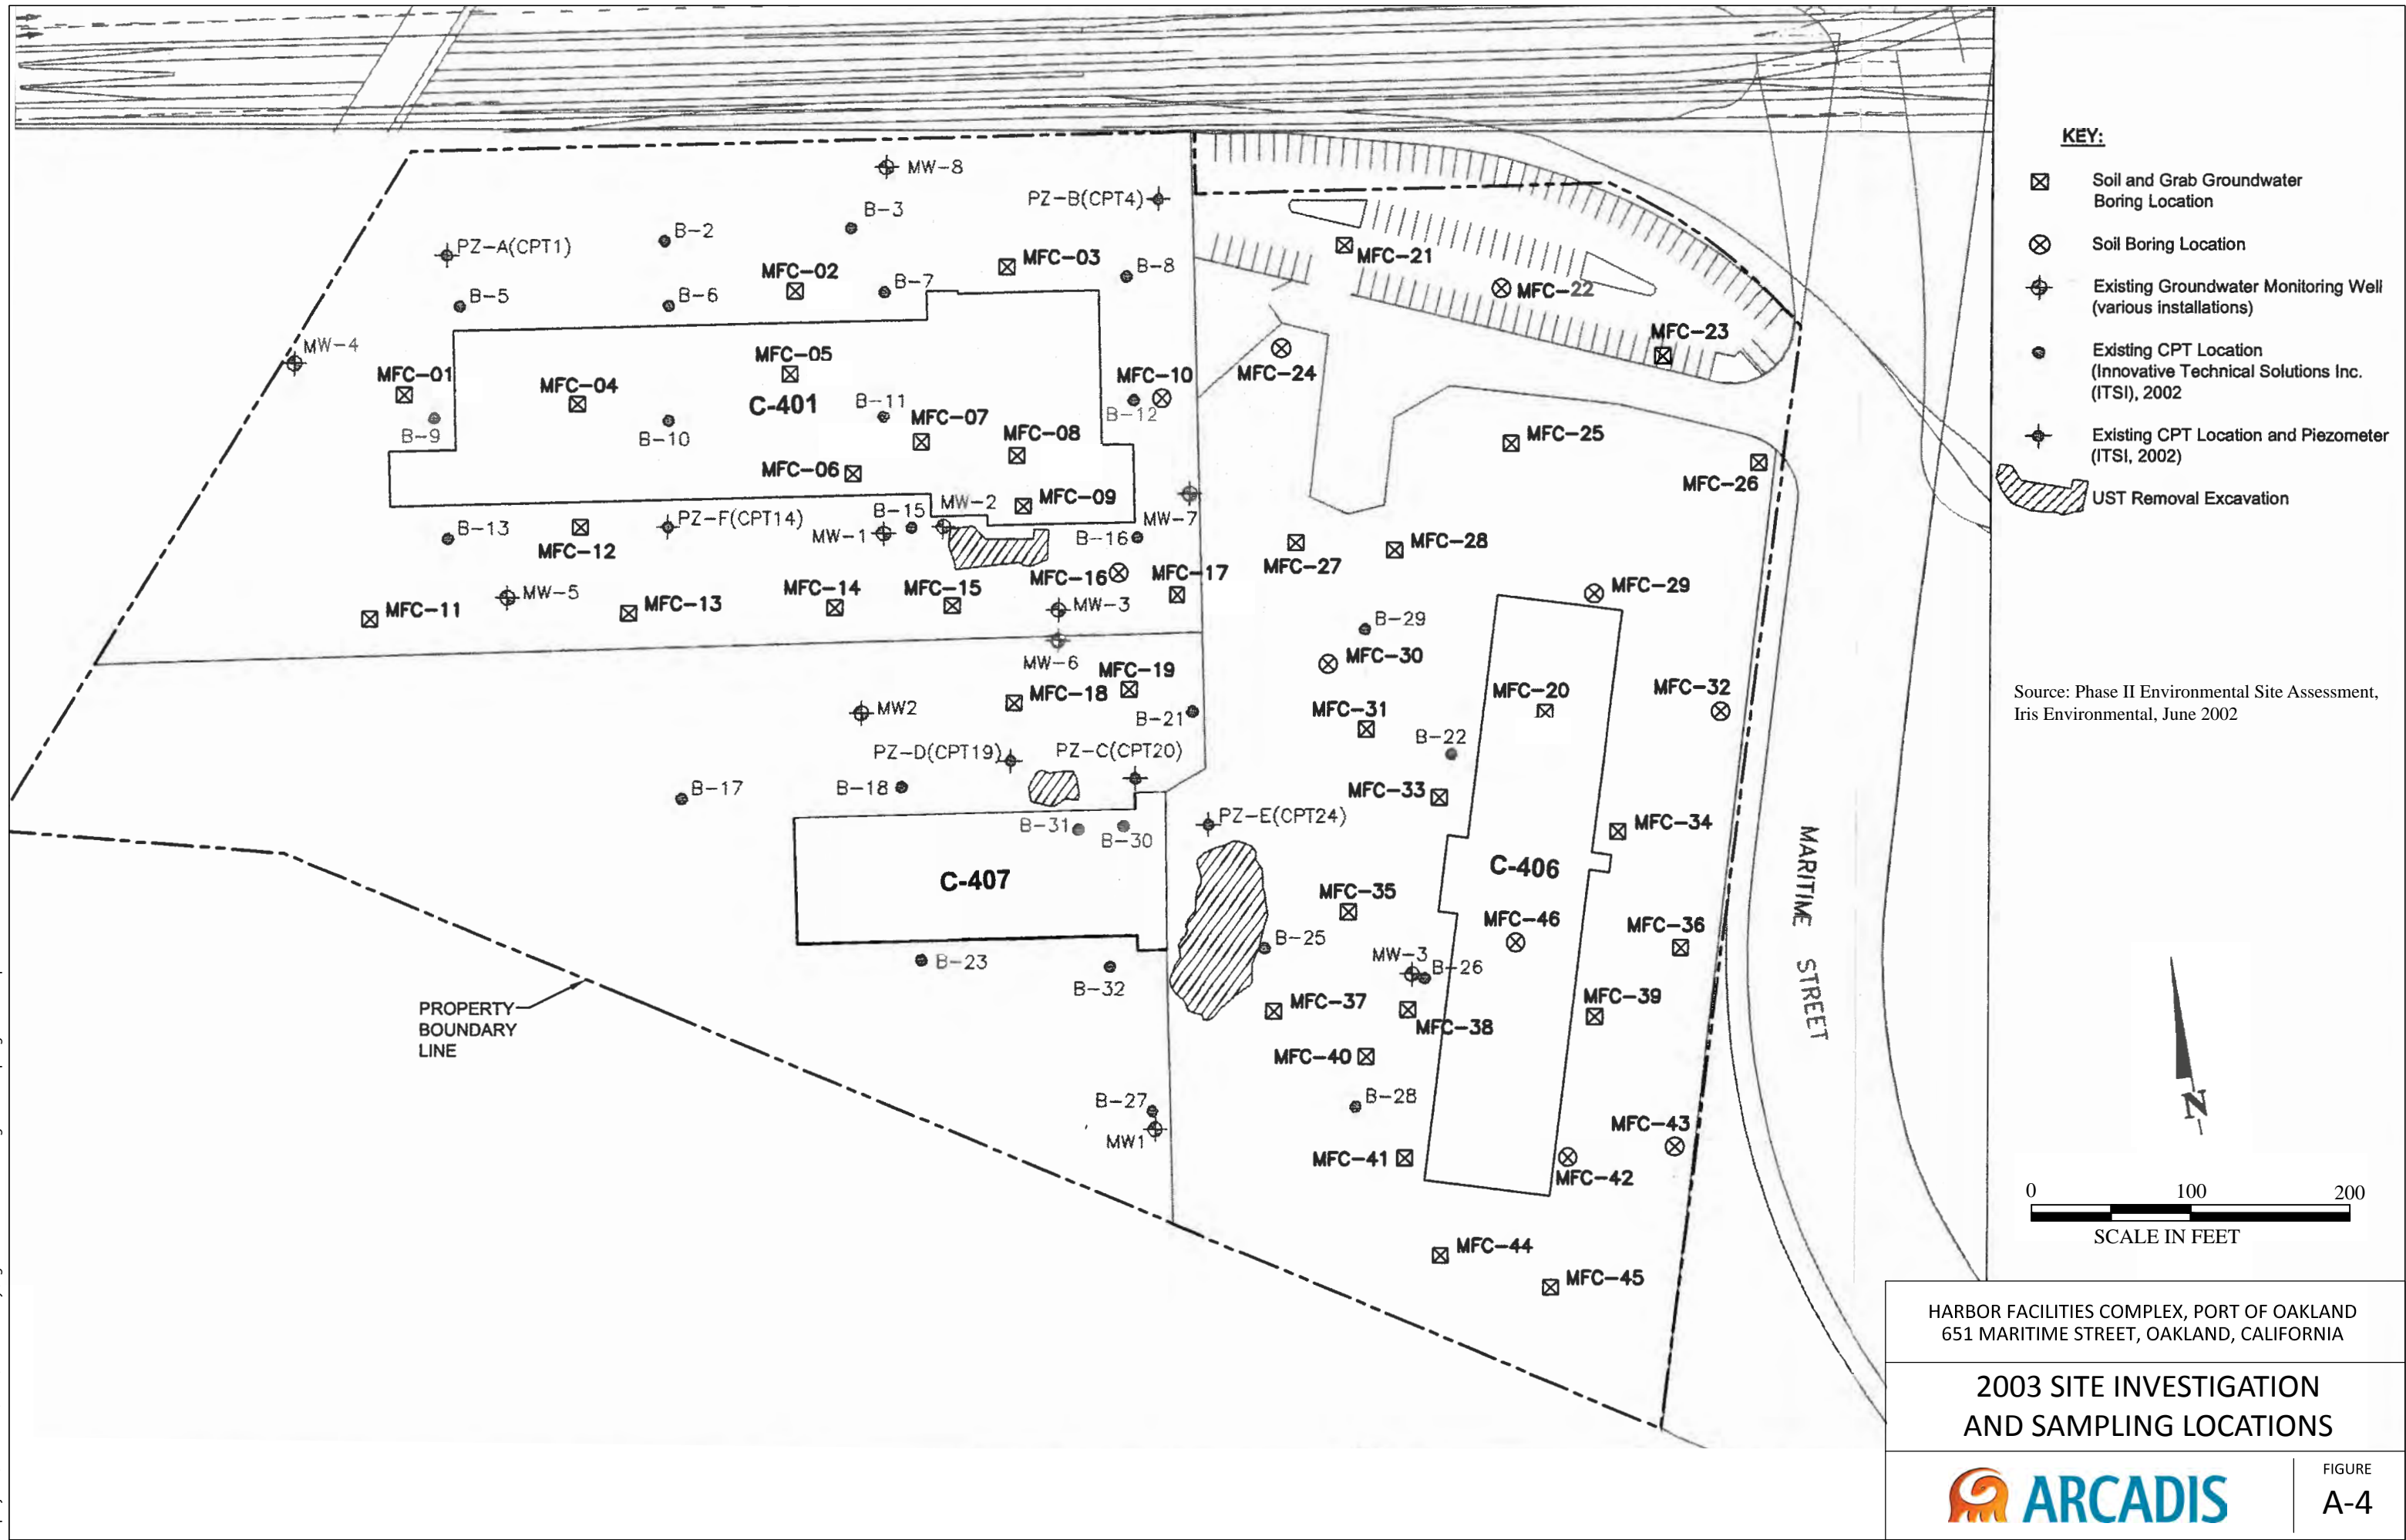 MW-8
PZ-B(CPT4)
B-3
B-2
PZ-A(CPT1)
MFC-21
MFC-03
B-8
MFC-02
B-7
MFC-22
B-5
B-6
MFC-23
MW-4
MFC-05
MFC-01
MFC-04
MFC-10
MFC-24
C-401
B-11
B-12
MFC-07
B-9
B-10
MFC-08
MFC-25
MFC-06
MFC-26
MFC-09
MW-2
B-15
PZ-F(CPT14)
MW-7
B-13
MW-1
B-16
MFC-28
MFC-12
MFC-27
MFC-16
MFC-17
MFC-14
MFC-15
MFC-29
MW-5
MFC-13
MFC-11
MW-3
B-29
MW-6
MFC-19
MFC-30
MFC-18
MFC-20
MFC-32
MW2
B-21
MFC-31
B-22
PZ-D(CPT19)
PZ-C(CPT20)
B-17
B-18
MFC-33
PZ-E(CPT24)
MFC-34
B-31
B-30
C-406
C-407
MFC-35
MFC-46
MFC-36
B-25
MW-3
B-26
B-23
B-32
MFC-37
MFC-39
MFC-38
MFC-40
PROPERTY
BOUNDARY
LINE
B-28
B-27
MW1
MFC-43
MFC-41
MFC-42
MFC-44
MFC-45
MARITIME STREET
KEY:
Soil and Grab Groundwater
Boring Location
Soil Boring Location
Existing Groundwater Monitoring Well
(various installations)
Existing CPT Location
(Innovative Technical Solutions Inc.
(ITSI), 2002
Existing CPT Location and Piezometer
(ITSI, 2002)
UST Removal Excavation
Source: Phase II Environmental Site Assessment,
Iris Environmental, June 2002
N
0 100 200
SCALE IN FEET
HARBOR FACILITIES COMPLEX, PORT OF OAKLAND
651 MARITIME STREET, OAKLAND, CALIFORNIA
2003 SITE INVESTIGATION
AND SAMPLING LOCATIONS
ARCADIS
FIGURE
A-4